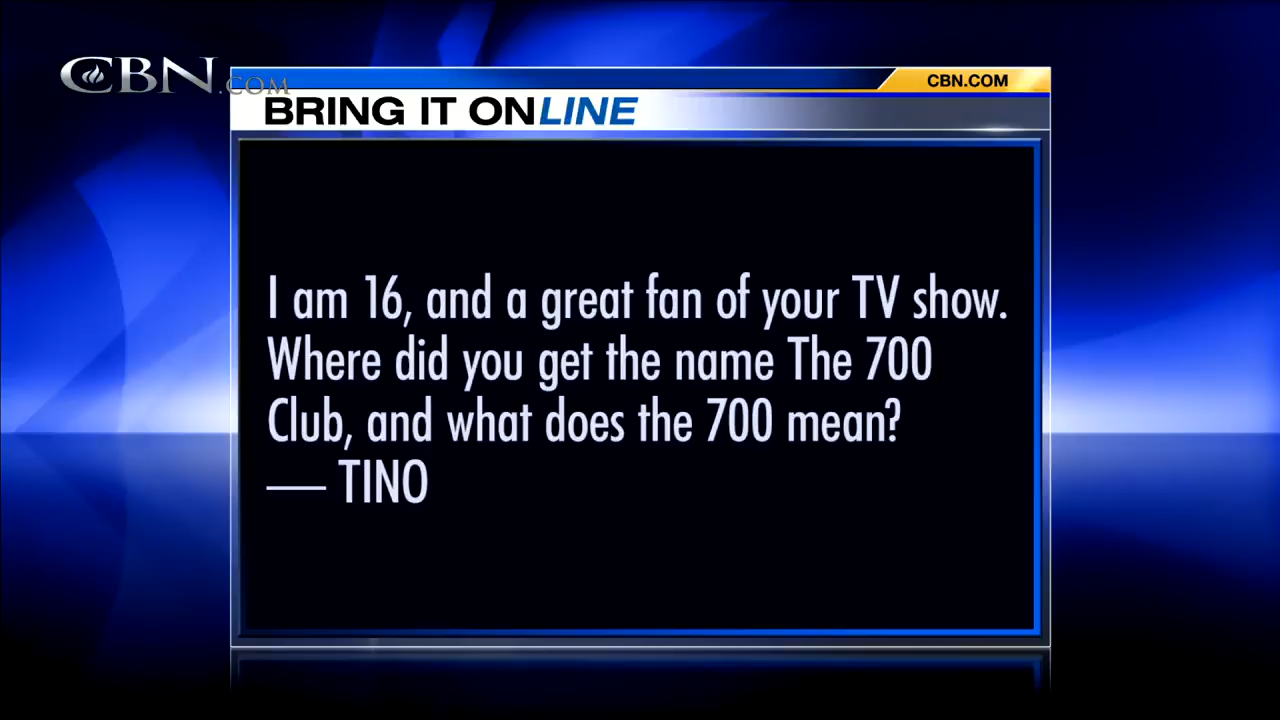 CBN.COM
CBN.COM
BRING IT ONLINE
I am 16, and a great fan of your TV show.
Where did you get the name The 700
Club, and what does the 700 mean?
— TINO